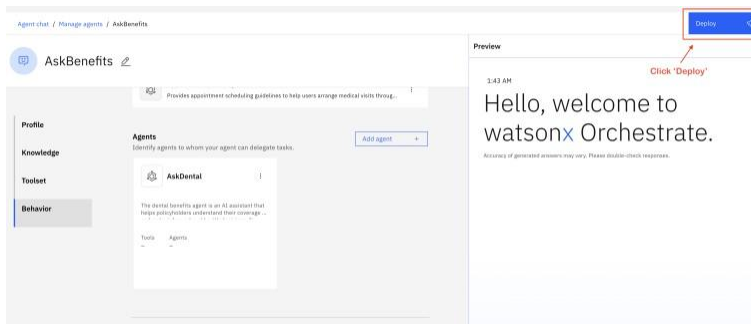 Agent chat / Manage agents / AskBenefits
Deploy
AskBenefits
Preview
Click 'Deploy'
Provides appointment scheduling guidelines to help users arrange medical visits throug...
1:43 AM
Hello, welcome to
watsonx Orchestrate.
Accuracy of generated answers may vary. Please double-check responses.
Profile
Knowledge
Toolset
Behavior
Agents
Identify agents to whom your agent can delegate tasks.
Add agent +
AskDental
The dental benefits agent is an AI assistant that
helps policyholders understand their coverage ...
Tools Agents
– –